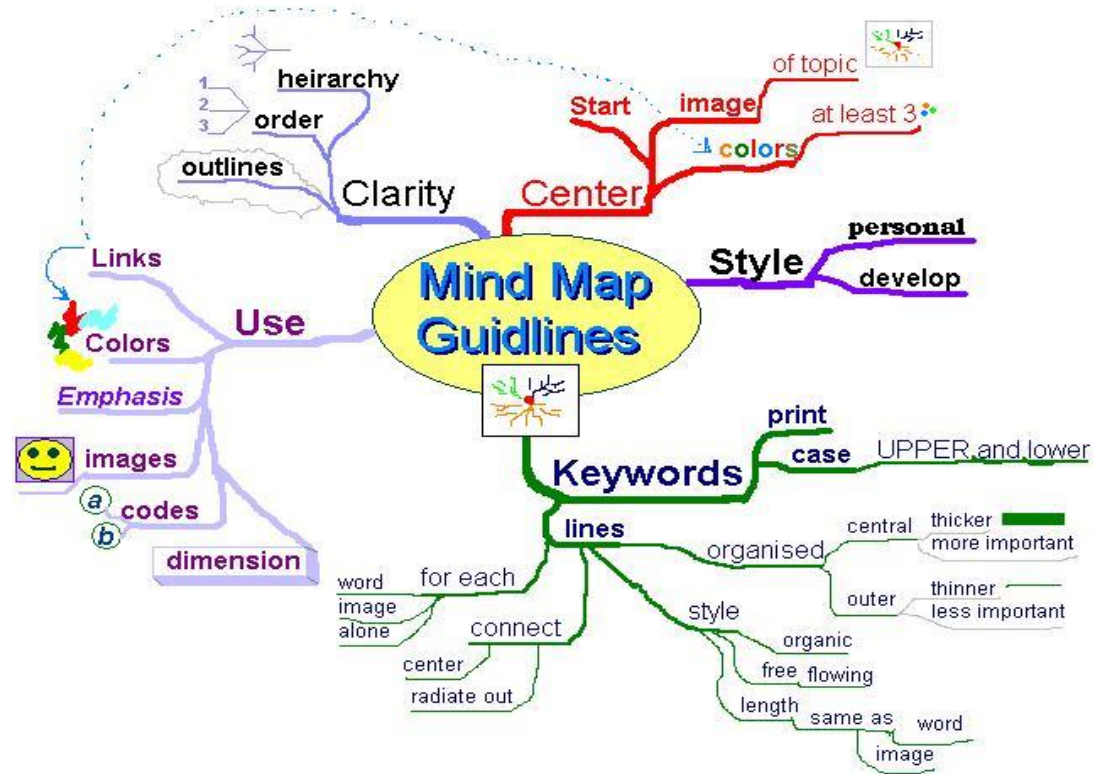 Mind Map
Guidlines
Center
Start
image
of topic
colors
at least 3
Style
personal
develop
Keywords
print
case
UPPER and lower
lines
organised
central
thicker
more important
outer
thinner
less important
style
organic
free
flowing
length
same as
word
image
connect
center
radiate out
for each
word
image
alone
Use
Links
Colors
Emphasis
images
codes
a
b
dimension
Clarity
heirarchy
order
1
2
3
outlines